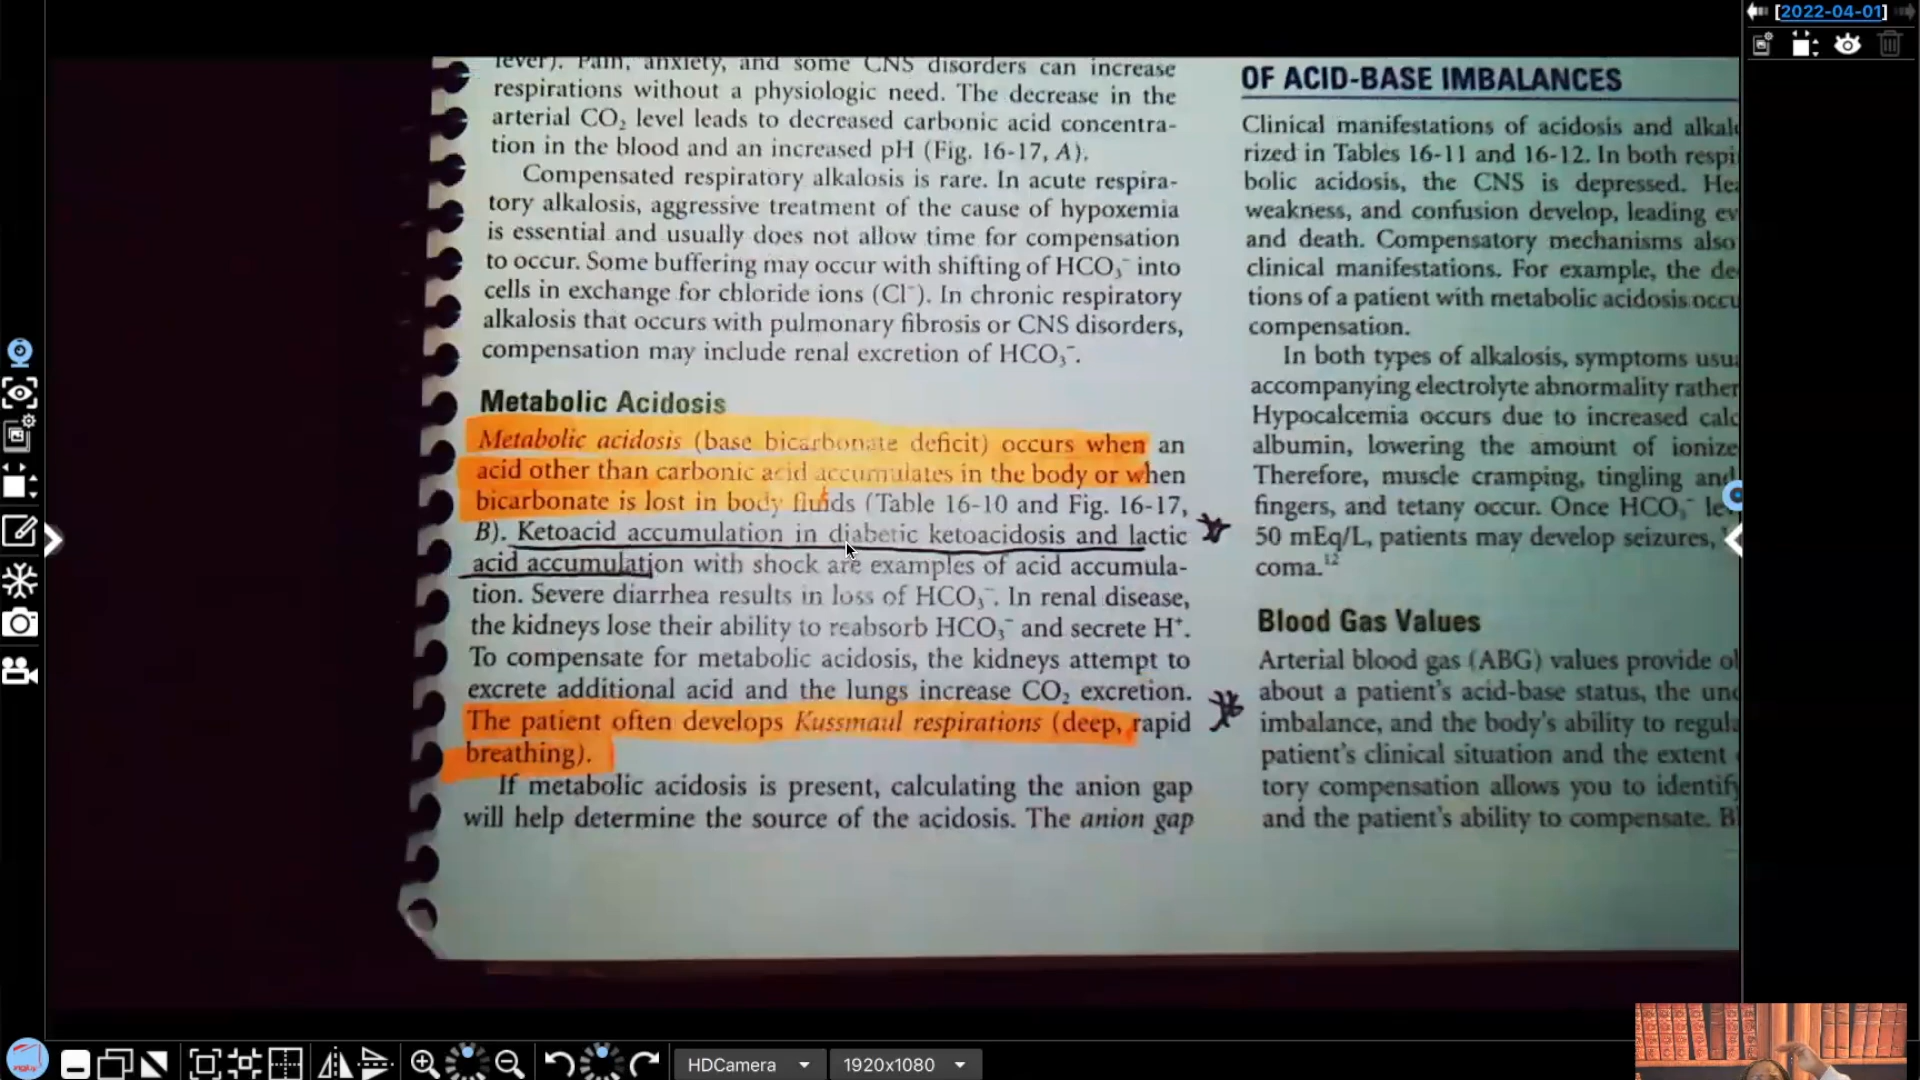 [2022-04-01]
fever). Pain, anxiety, and some CNS disorders can increase
respirations without a physiologic need. The decrease in the
arterial CO₂ level leads to decreased carbonic acid concentra-
tion in the blood and an increased pH (Fig. 16-17, A).
Compensated respiratory alkalosis is rare. In acute respira-
tory alkalosis, aggressive treatment of the cause of hypoxemia
is essential and usually does not allow time for compensation
to occur. Some buffering may occur with shifting of HCO₃⁻ into
cells in exchange for chloride ions (Cl⁻). In chronic respiratory
alkalosis that occurs with pulmonary fibrosis or CNS disorders,
compensation may include renal excretion of HCO₃⁻.
Metabolic Acidosis
Metabolic acidosis (base bicarbonate deficit) occurs when an
acid other than carbonic acid accumulates in the body or when
bicarbonate is lost in body fluids (Table 16-10 and Fig. 16-17,
B). Ketoacid accumulation in diabetic ketoacidosis and lactic
acid accumulation with shock are examples of acid accumula-
tion. Severe diarrhea results in loss of HCO₃⁻. In renal disease,
the kidneys lose their ability to reabsorb HCO₃⁻ and secrete H⁺.
To compensate for metabolic acidosis, the kidneys attempt to
excrete additional acid and the lungs increase CO₂ excretion.
The patient often develops Kussmaul respirations (deep, rapid
breathing).
If metabolic acidosis is present, calculating the anion gap
will help determine the source of the acidosis. The anion gap
OF ACID-BASE IMBALANCES
Clinical manifestations of acidosis and alkal
rized in Tables 16-11 and 16-12. In both respi
bolic acidosis, the CNS is depressed. Hea
weakness, and confusion develop, leading ev
and death. Compensatory mechanisms also
clinical manifestations. For example, the de
tions of a patient with metabolic acidosis occu
compensation.
In both types of alkalosis, symptoms usua
accompanying electrolyte abnormality rather
Hypocalcemia occurs due to increased calc
albumin, lowering the amount of ionize
Therefore, muscle cramping, tingling and
fingers, and tetany occur. Once HCO₃⁻ lev
50 mEq/L, patients may develop seizures,
coma.¹²
Blood Gas Values
Arterial blood gas (ABG) values provide ob
about a patient's acid-base status, the und
imbalance, and the body's ability to regula
patient's clinical situation and the extent
tory compensation allows you to identify
and the patient's ability to compensate. B
HDCamera
1920x1080